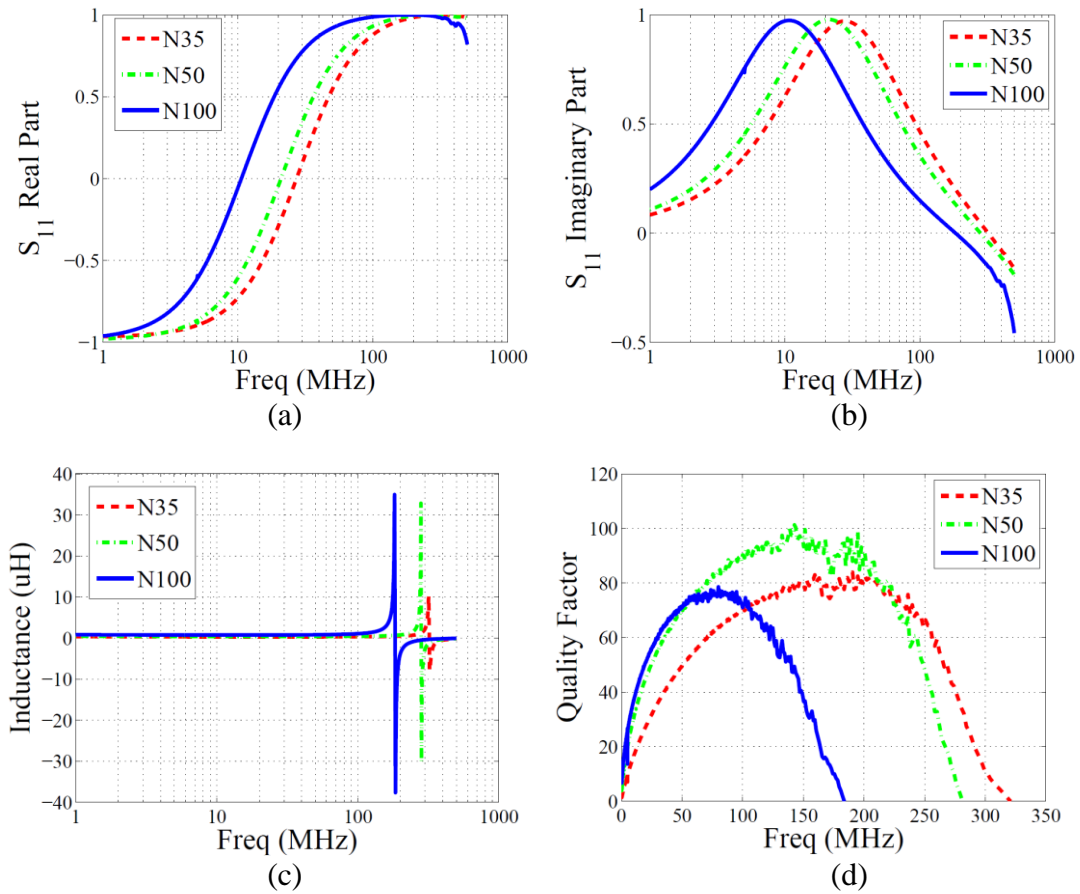 1
0.5
0
−0.5
−1
S11 Real Part
N35
N50
N100
1
10
100
1000
Freq (MHz)
(a)
1
0.5
0
-0.5
S11 Imaginary Part
N35
N50
N100
1
10
100
1000
Freq (MHz)
(b)
40
30
20
10
0
−10
−20
−30
−40
Inductance (uH)
N35
N50
N100
1
10
100
1000
Freq (MHz)
(c)
120
100
80
60
40
20
0
Quality Factor
N35
N50
N100
0
50
100
150
200
250
300
350
Freq (MHz)
(d)